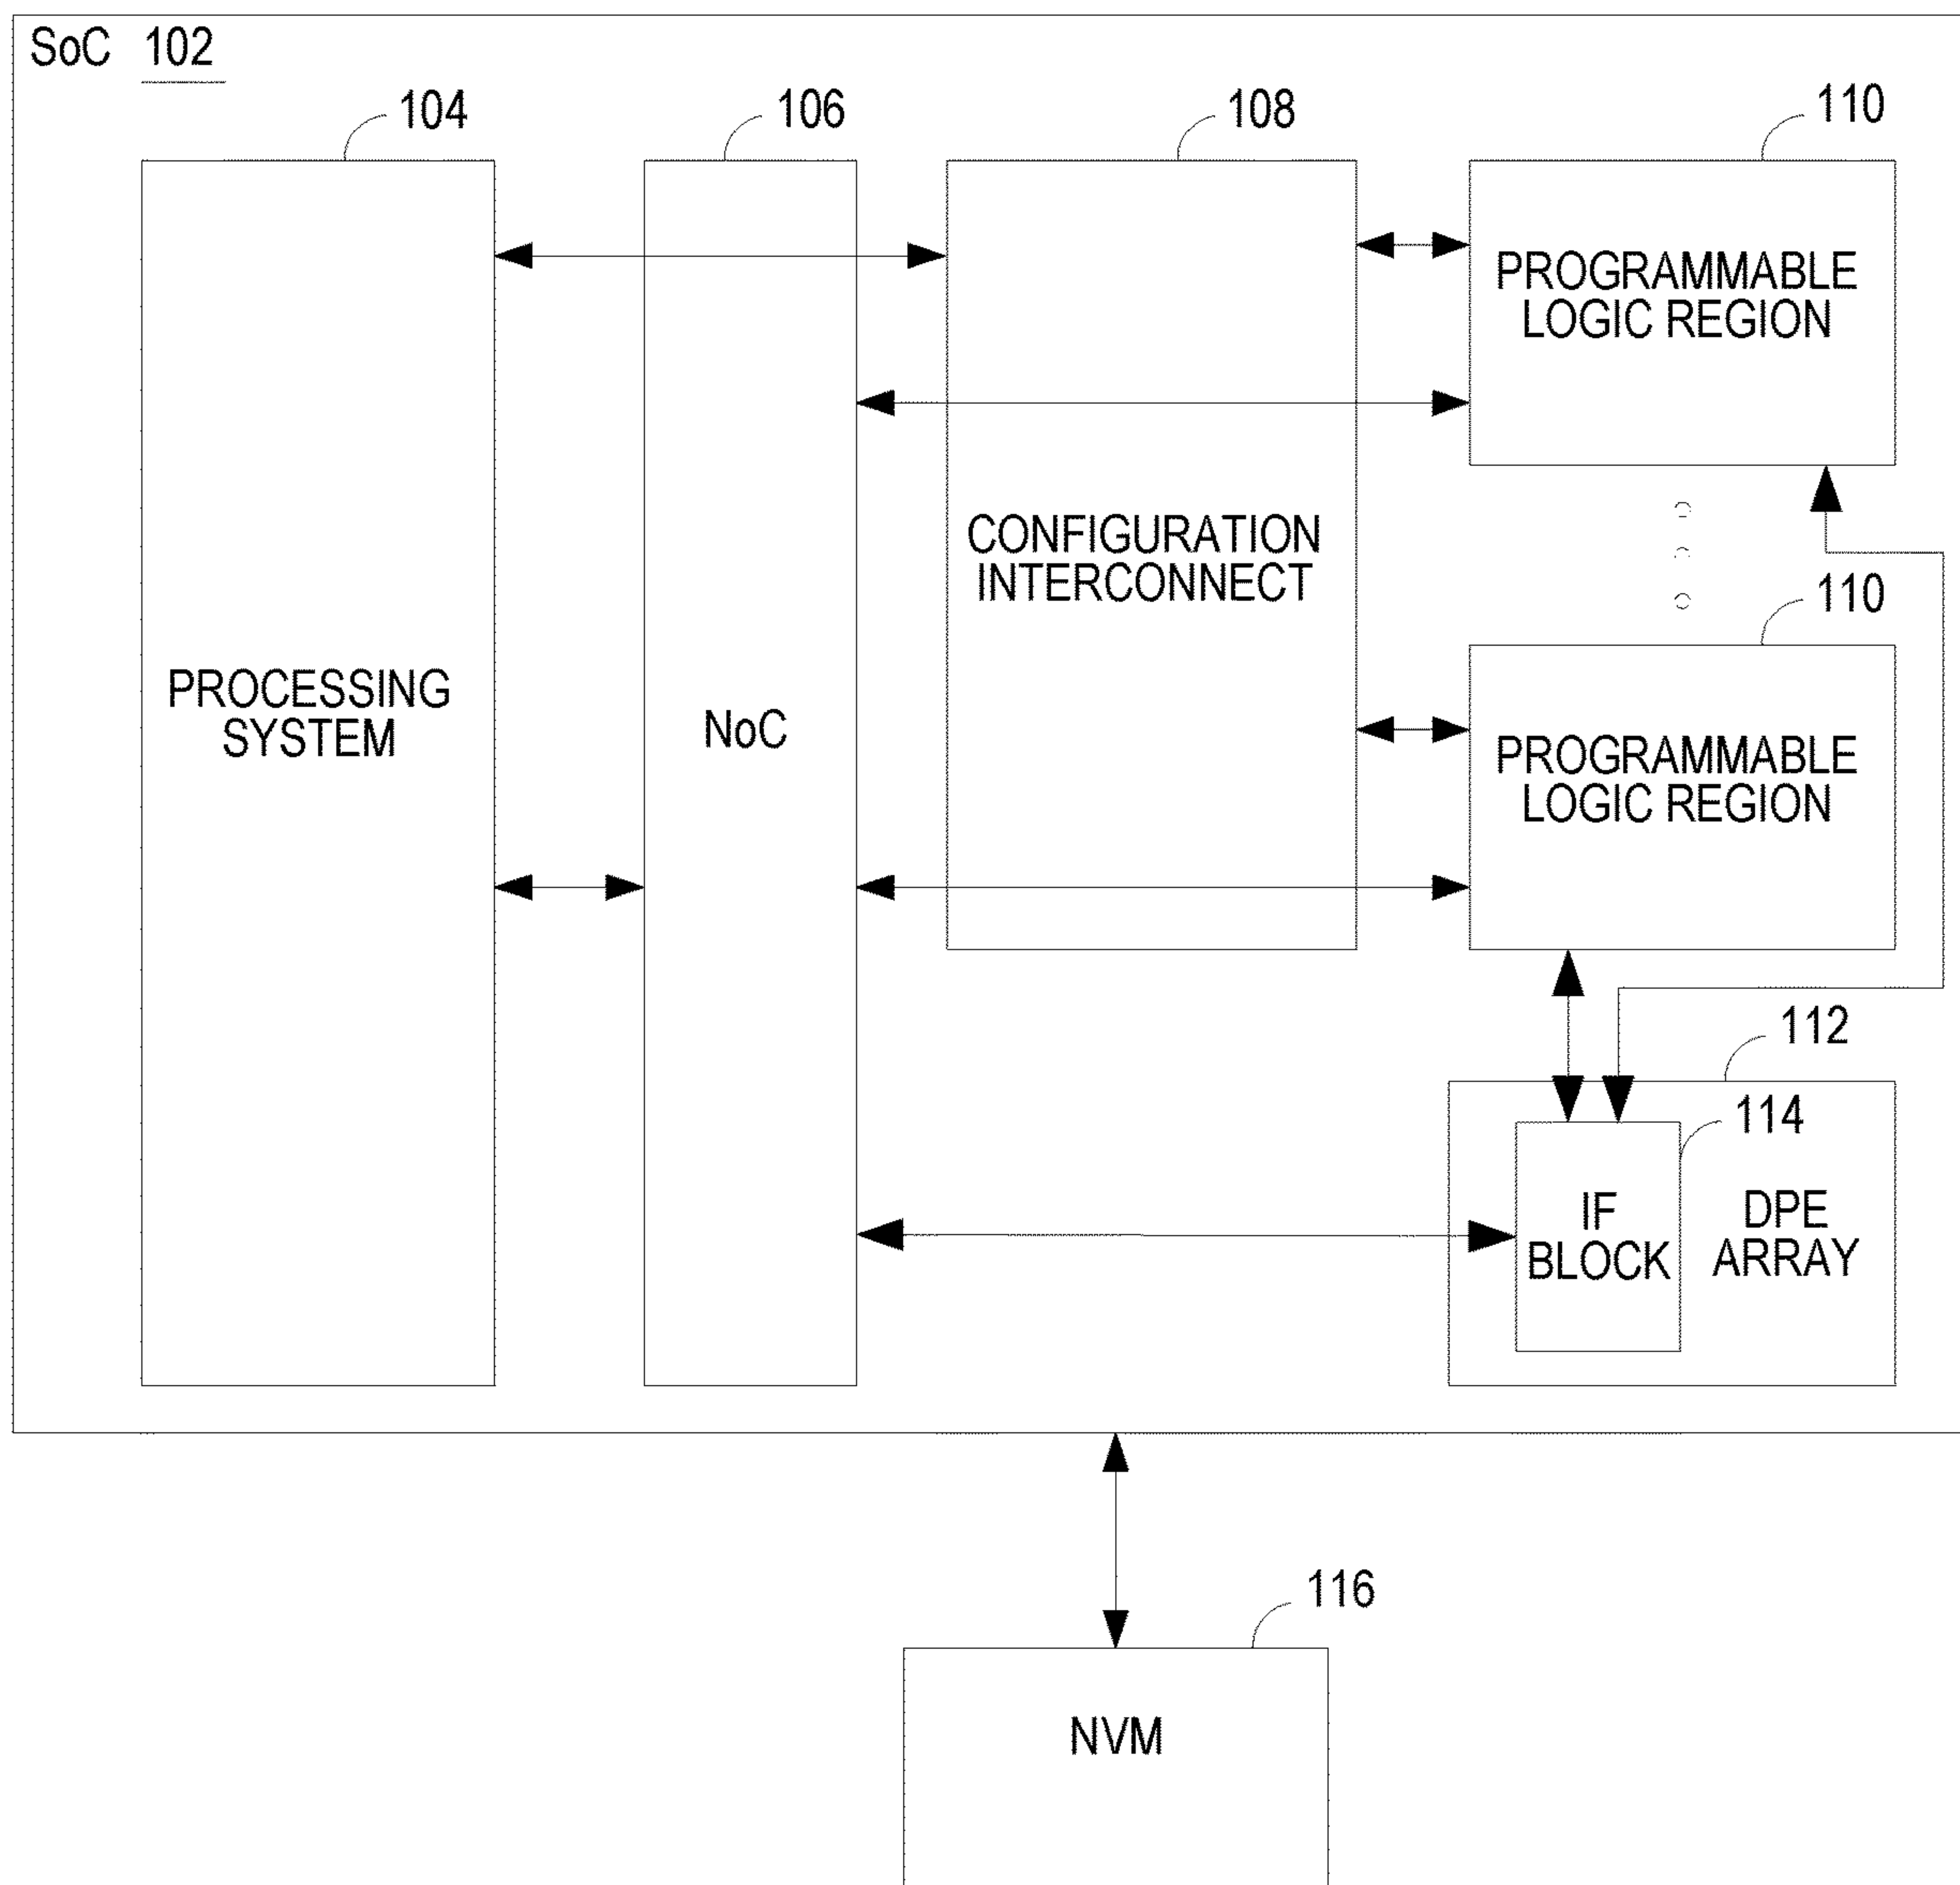 SoC 102
104
106
108
110
PROGRAMMABLE
LOGIC REGION
CONFIGURATION
INTERCONNECT
110
PROCESSING
SYSTEM
NoC
PROGRAMMABLE
LOGIC REGION
112
114
IF
BLOCK
DPE
ARRAY
116
NVM